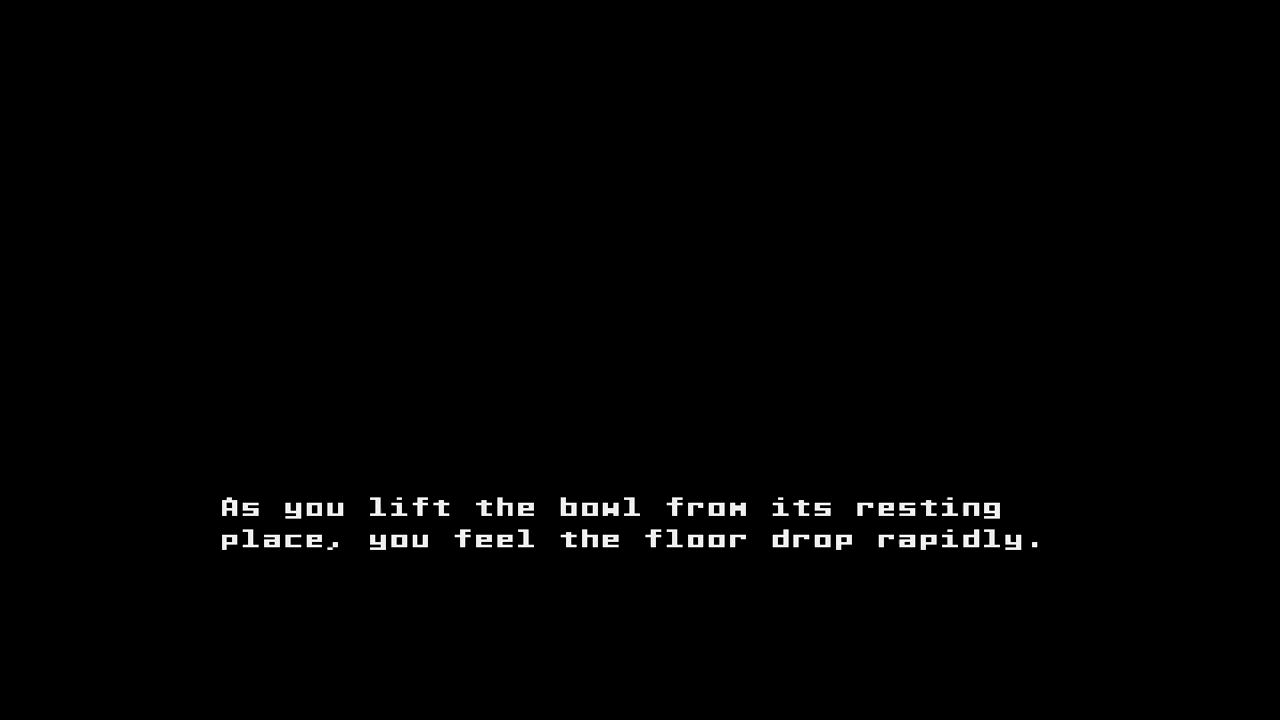 As you lift the bowl from its resting
place, you feel the floor drop rapidly.